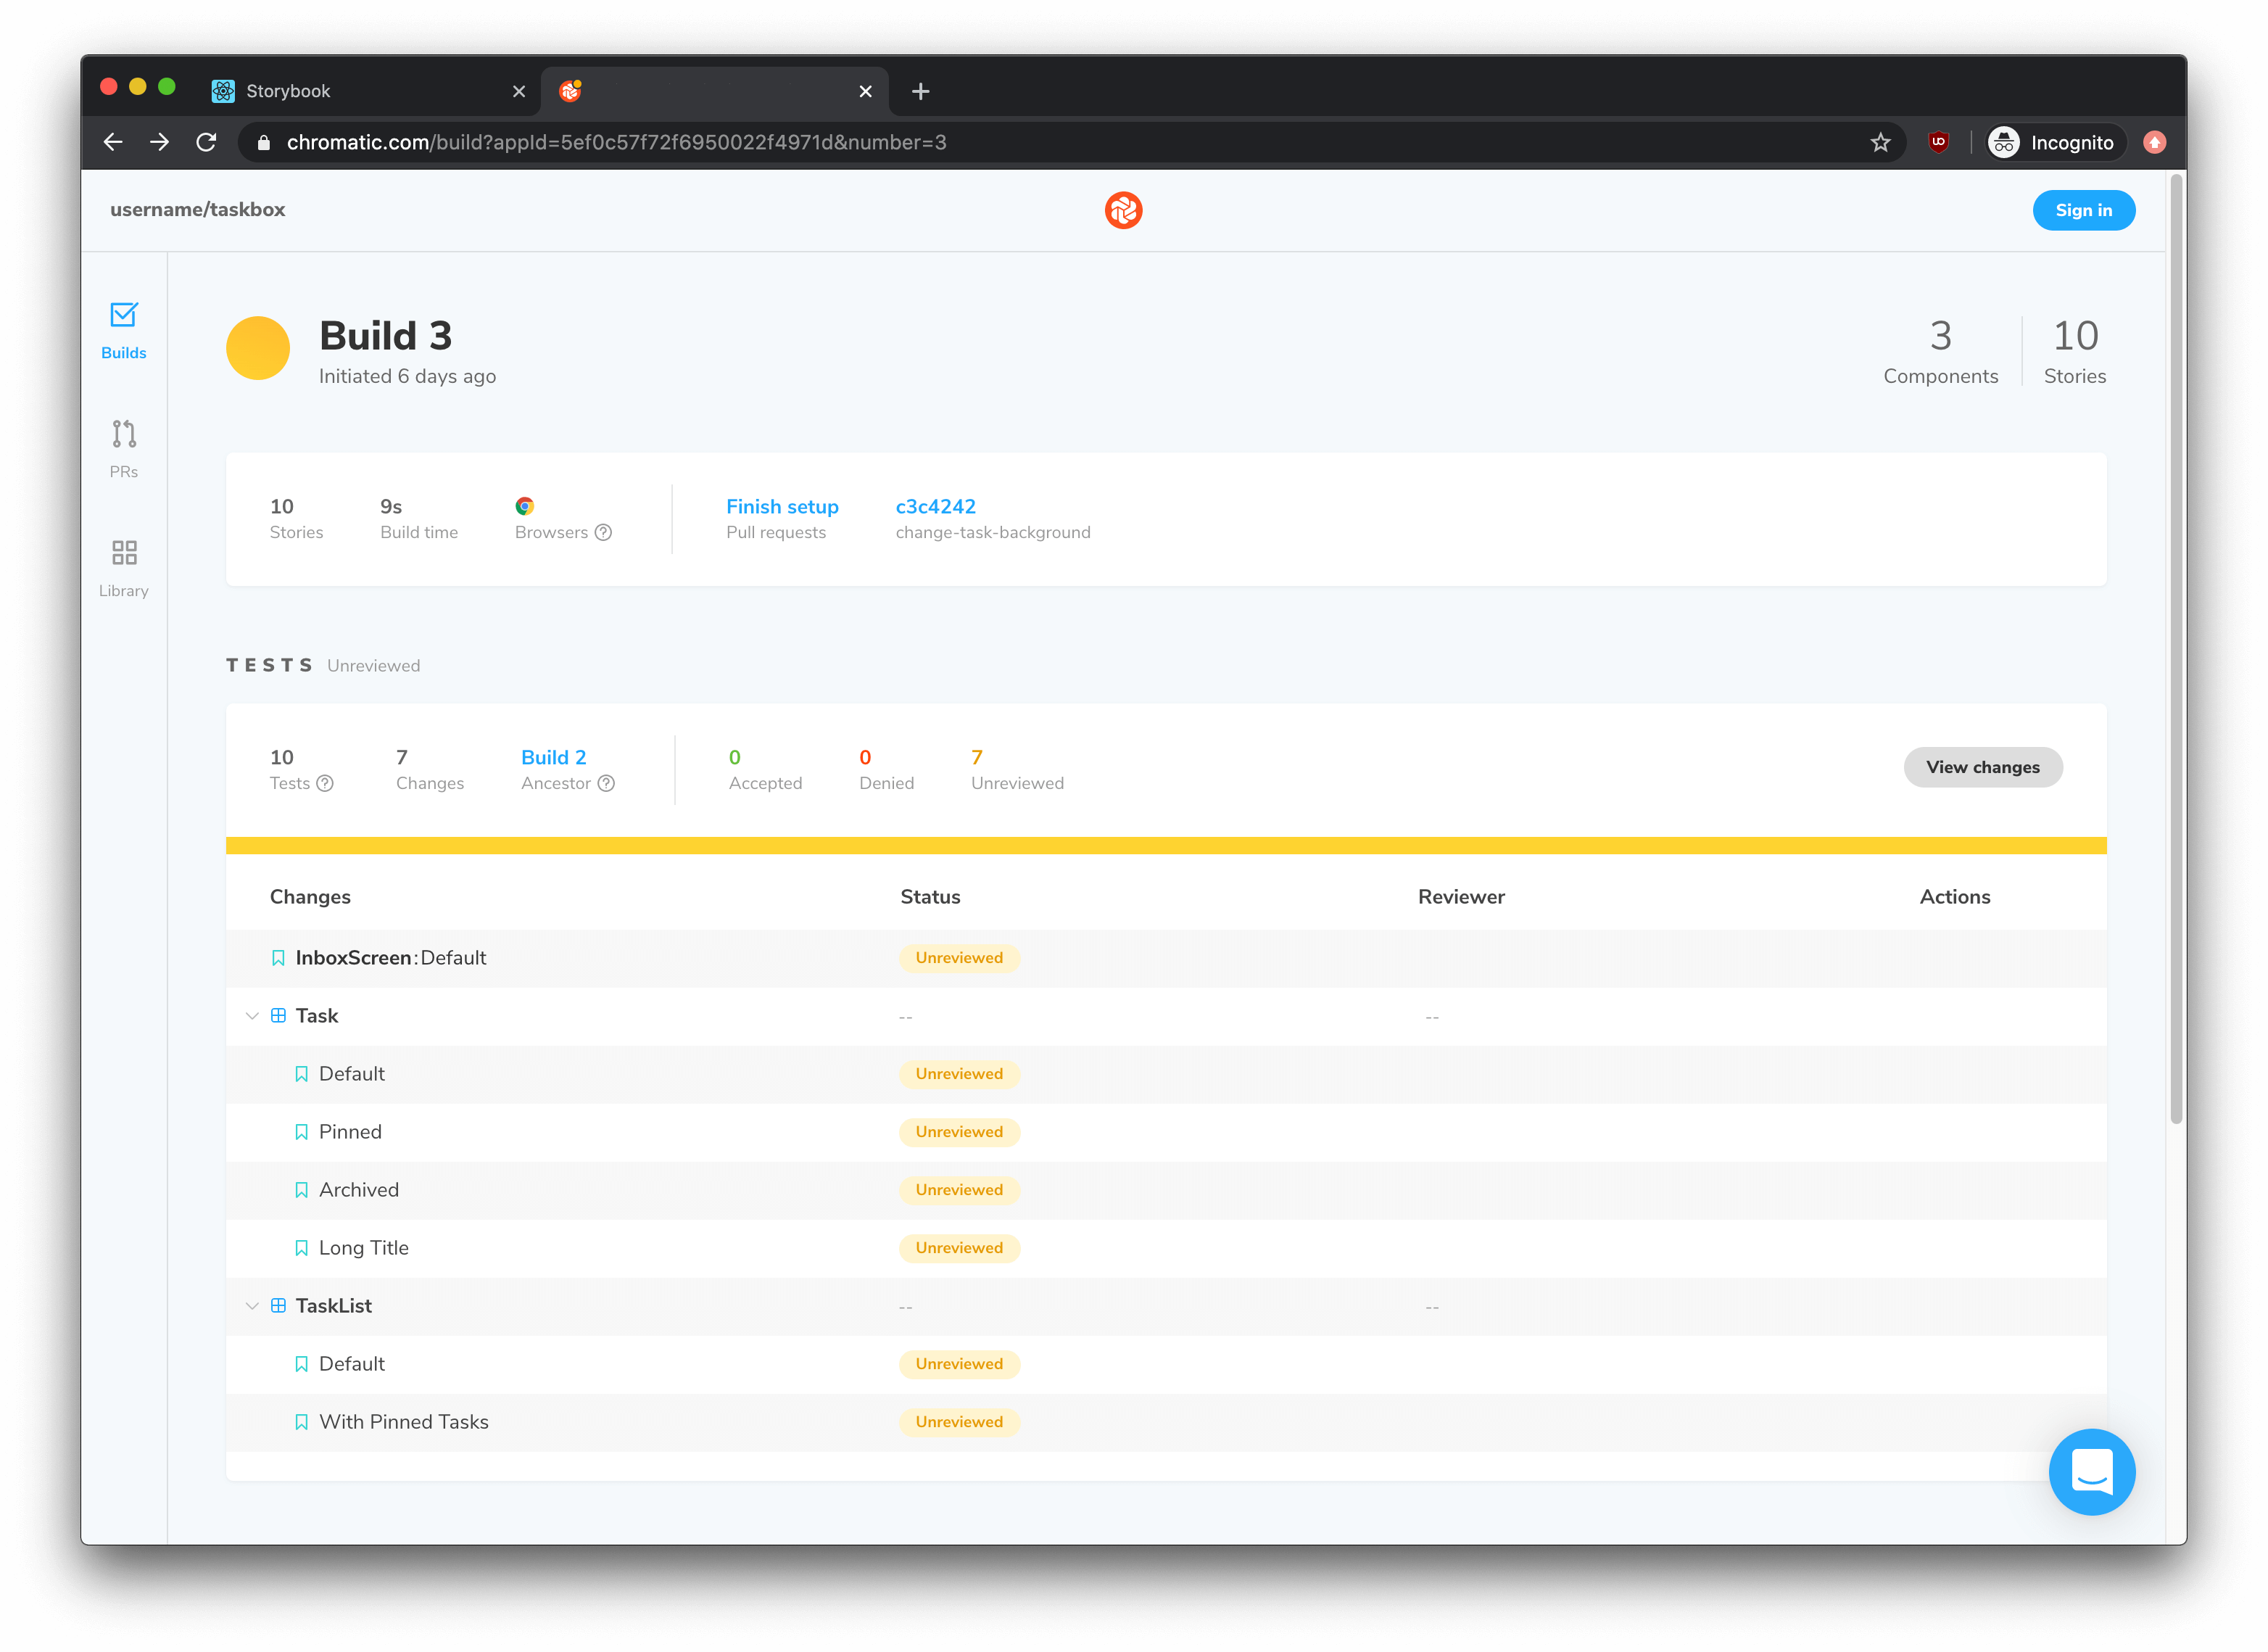 Storybook
chromatic.com/build?appId=5ef0c57f72f6950022f4971d&number=3
Incognito
username/taskbox
Sign in
Builds
PRs
Library
Build 3
Initiated 6 days ago
3
Components
10
Stories
10
Stories
9s
Build time
Browsers ?
Finish setup
Pull requests
c3c4242
change-task-background
TESTS Unreviewed
10
Tests ?
7
Changes
Build 2
Ancestor ?
0
Accepted
0
Denied
7
Unreviewed
View changes
Changes Status Reviewer Actions
InboxScreen:Default Unreviewed
Task -- --
Default Unreviewed
Pinned Unreviewed
Archived Unreviewed
Long Title Unreviewed
TaskList -- --
Default Unreviewed
With Pinned Tasks Unreviewed